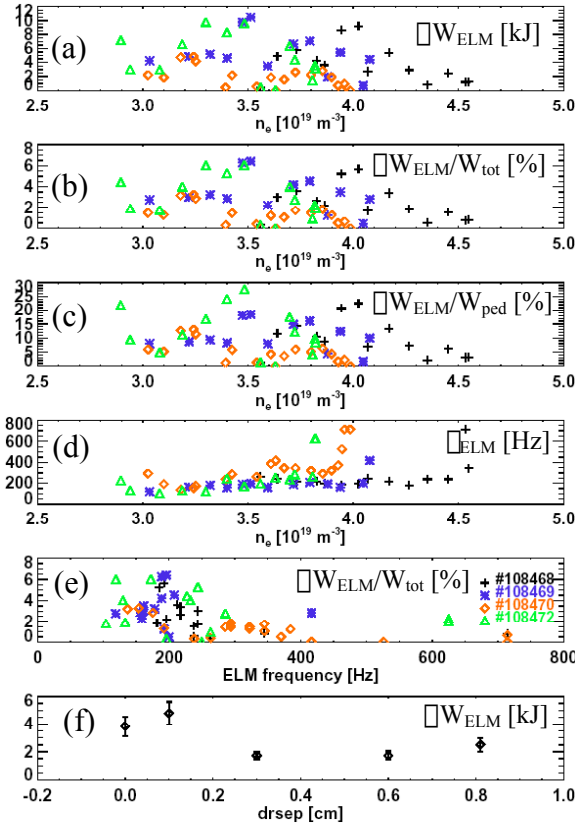 12
10
8
6
4
2
0
(a)
▯W_ELM [kJ]
2.5 3.0 3.5 4.0 4.5 5.0
n_e [10^19 m^-3]
8
6
4
2
0
(b)
▯W_ELM/W_tot [%]
2.5 3.0 3.5 4.0 4.5 5.0
n_e [10^19 m^-3]
30
25
20
15
10
5
0
(c)
▯W_ELM/W_ped [%]
2.5 3.0 3.5 4.0 4.5 5.0
n_e [10^19 m^-3]
800
600
400
200
(d)
▯_ELM [Hz]
2.5 3.0 3.5 4.0 4.5 5.0
n_e [10^19 m^-3]
8
6
4
2
0
(e)
▯W_ELM/W_tot [%]
#108468
#108469
#108470
#108472
0 200 400 600 800
ELM frequency [Hz]
6
4
2
0
(f)
▯W_ELM [kJ]
-0.2 0.0 0.2 0.4 0.6 0.8 1.0
drsep [cm]